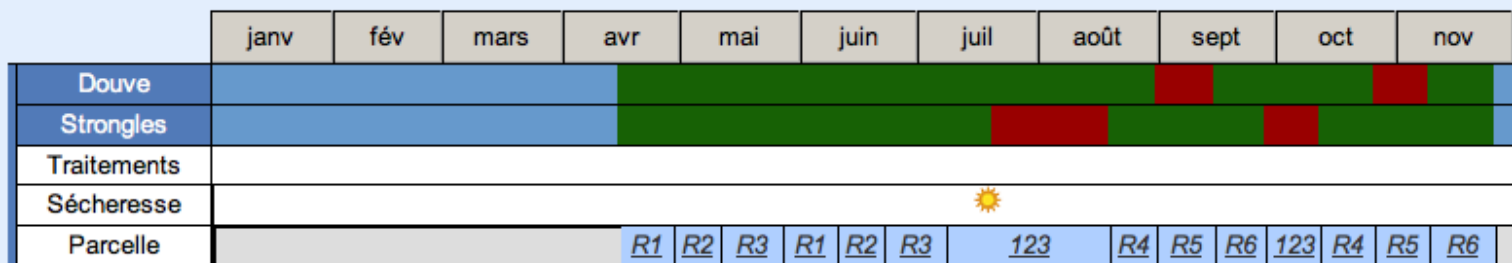 janv fév mars avr mai juin juil août sept oct nov
Douve
Strongles
Traitements
Sécheresse
Parcelle R1 R2 R3 R1 R2 R3 123 R4 R5 R6 123 R4 R5 R6